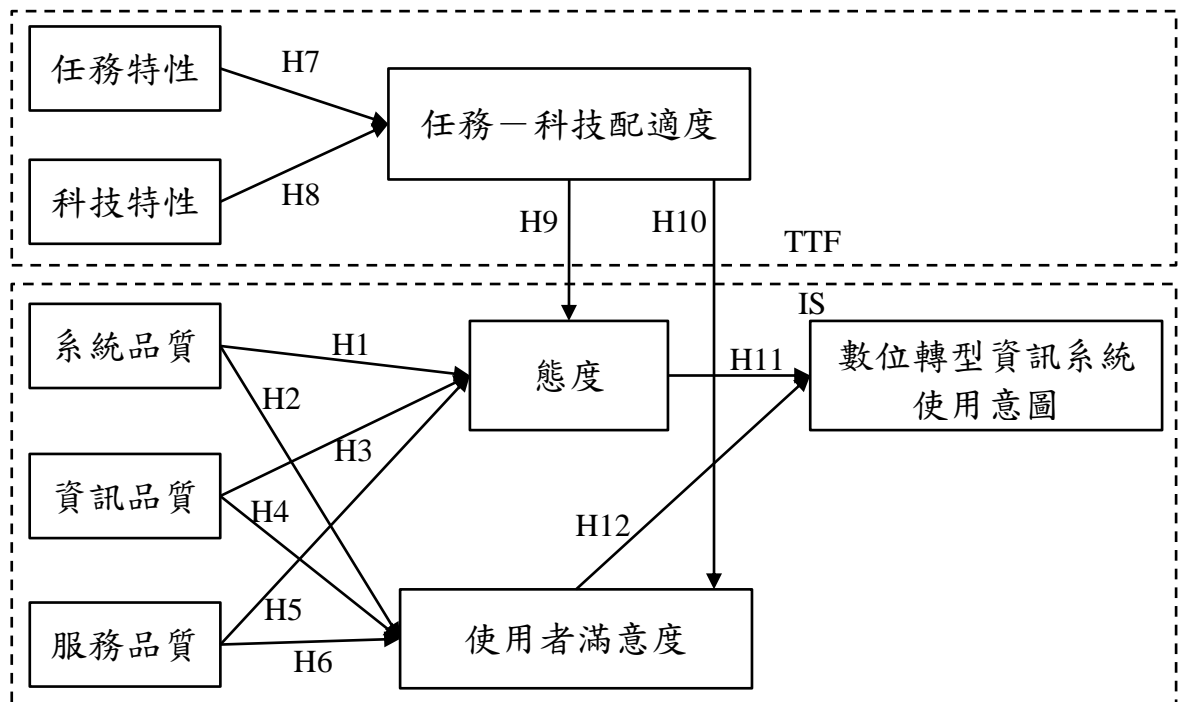 任務特性
H7
任務－科技配適度
科技特性
H8
H9
H10
TTF
系統品質
H1
H2
態度
IS
H11
數位轉型資訊系統
使用意圖
H3
資訊品質
H4
H12
服務品質
H5
H6
使用者滿意度